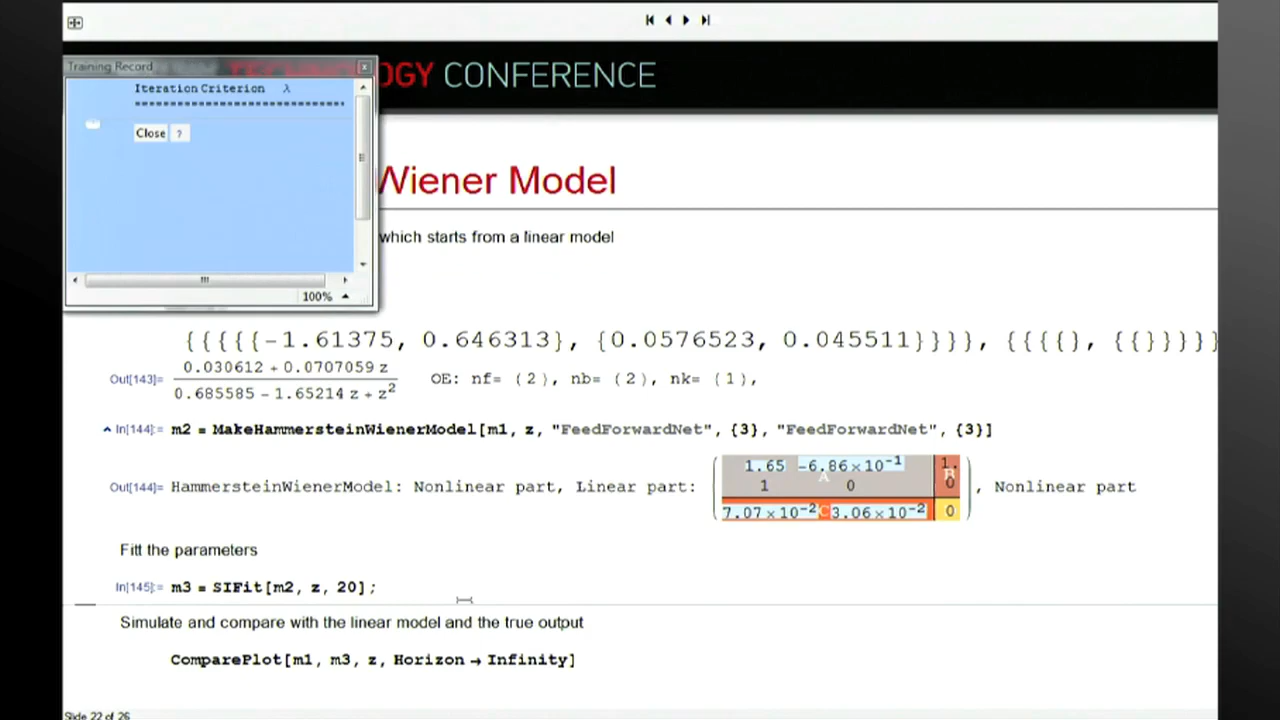 Training Record
OGY CONFERENCE
Iteration Criterion λ
Close ?
Wiener Model
which starts from a linear model
100%
{{{{{-1.61375, 0.646313}, {0.0576523, 0.045511}}}}, {{{{}, {{}}}}}
0.030612 + 0.0707059 z
Out[143]= OE: nf= (2), nb= (2), nk= (1),
0.685585 - 1.65214 z + z²
In[144]:= m2 = MakeHammersteinWienerModel[m1, z, "FeedForwardNet", {3}, "FeedForwardNet", {3}]
1.65 -6.86×10⁻¹ 1.
A B
1 0 0
Out[144]= HammersteinWienerModel: Nonlinear part, Linear part: , Nonlinear part
7.07×10⁻² C 3.06×10⁻² 0
Fitt the parameters
In[145]:= m3 = SIFit[m2, z, 20];
Simulate and compare with the linear model and the true output
ComparePlot[m1, m3, z, Horizon → Infinity]
Slide 22 of 26